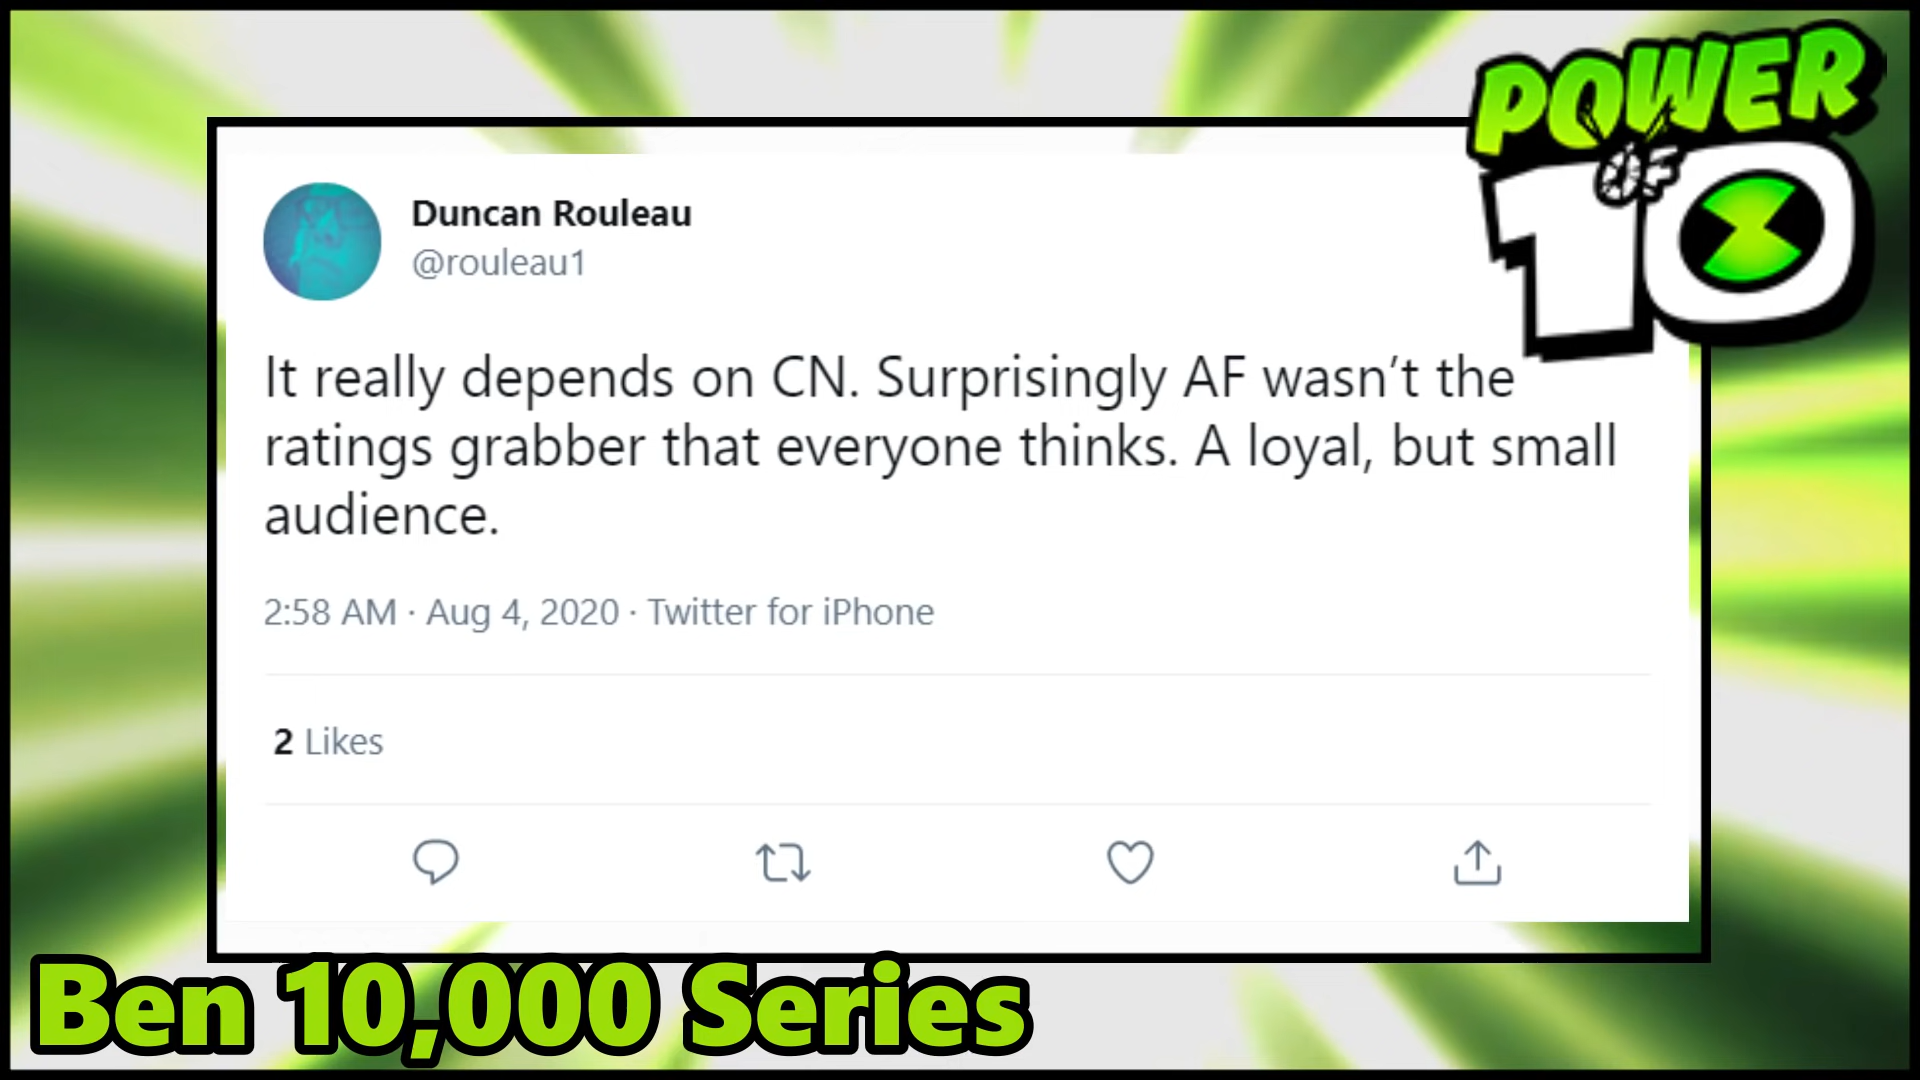 POWER
OF
10
Duncan Rouleau
@rouleau1
It really depends on CN. Surprisingly AF wasn’t the
ratings grabber that everyone thinks. A loyal, but small
audience.
2:58 AM · Aug 4, 2020 · Twitter for iPhone
2 Likes
Ben 10,000 Series